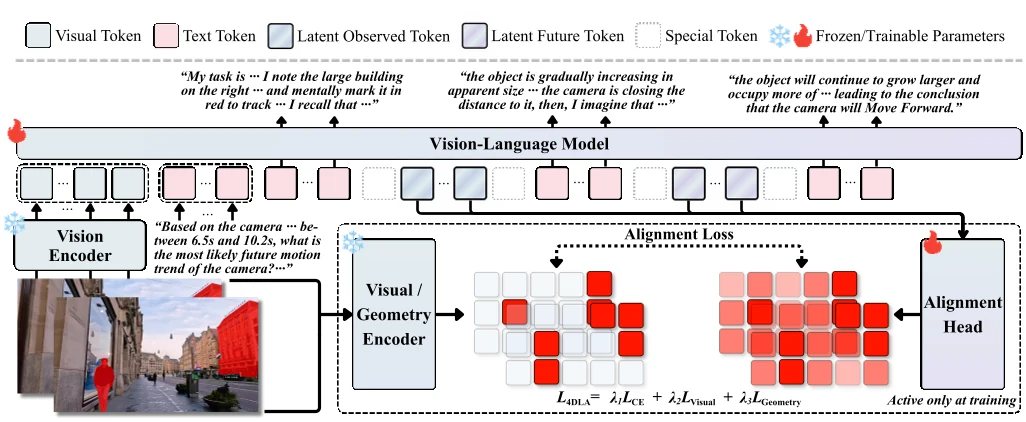 Visual Token Text Token Latent Observed Token Latent Future Token Special Token Frozen/Trainable Parameters
“My task is ··· I note the large building
on the right ··· and mentally mark it in
red to track ··· I recall that ···”
“the object is gradually increasing in
apparent size ··· the camera is closing the
distance to it, then, I imagine that ···”
“the object will continue to grow larger and
occupy more of ··· leading to the conclusion
that the camera will Move Forward.”
Vision-Language Model
... ... ... ... ... ... ...
... ...
Vision
Encoder
“Based on the camera ··· be-
tween 6.5s and 10.2s, what is
the most likely future motion
trend of the camera?···”
Visual /
Geometry
Encoder
Alignment Loss
Alignment
Head
L4DLA= λ1LCE + λ2LVisual + λ3LGeometry
Active only at training